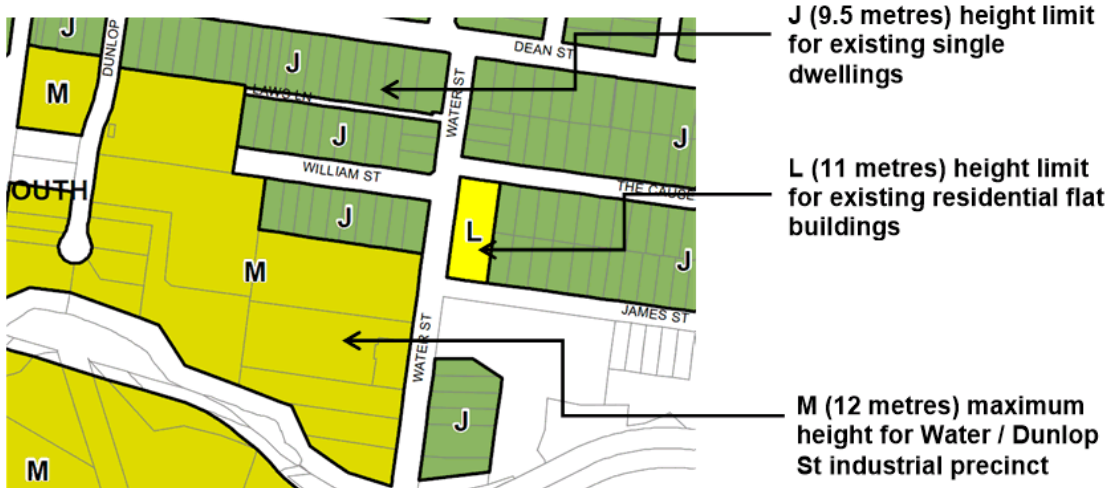 J
J (9.5 metres) height limit
for existing single
dwellings
DUNLOP
DEAN ST
J
M
LAWS LN
WATER ST
J
J
WILLIAM ST
L (11 metres) height limit
for existing residential flat
buildings
OUTH
THE CAUSE
J
L
J
M
JAMES ST
WATER ST
M (12 metres) maximum
height for Water / Dunlop
St industrial precinct
J
M